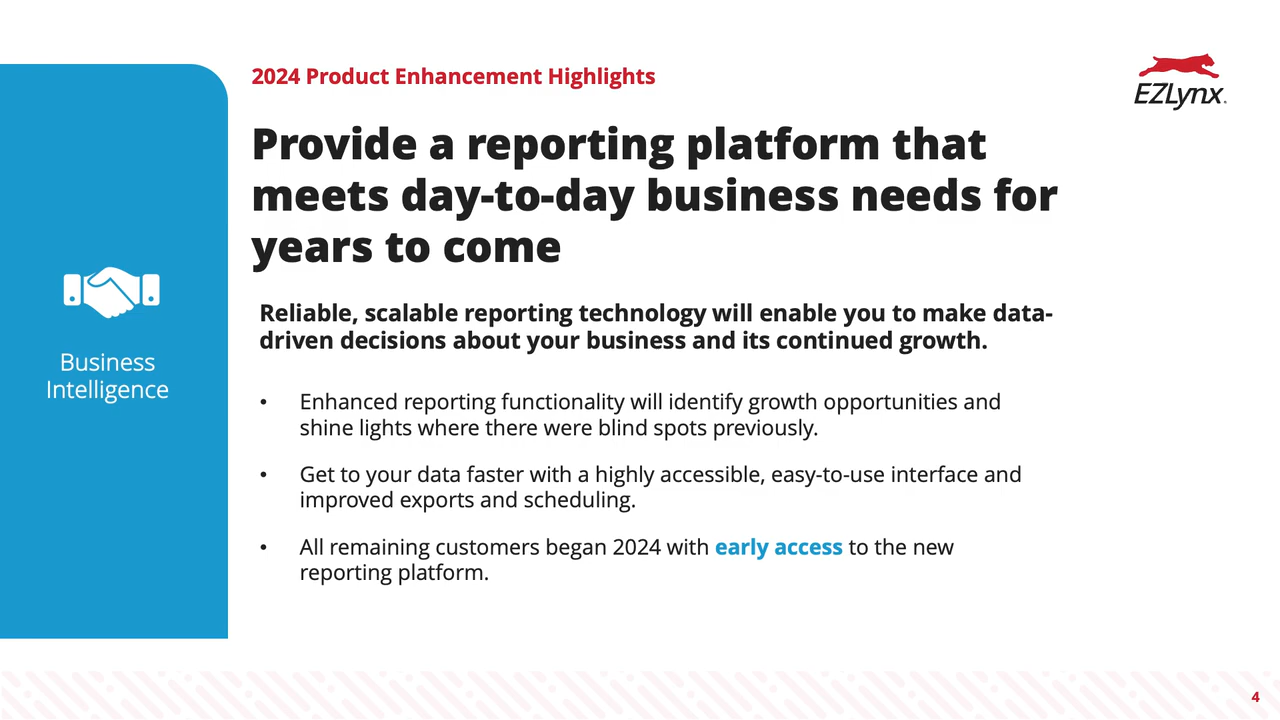 2024 Product Enhancement Highlights
EZLynx.
Provide a reporting platform that
meets day-to-day business needs for
years to come
Business
Intelligence
Reliable, scalable reporting technology will enable you to make data-
driven decisions about your business and its continued growth.
• Enhanced reporting functionality will identify growth opportunities and
shine lights where there were blind spots previously.
• Get to your data faster with a highly accessible, easy-to-use interface and
improved exports and scheduling.
• All remaining customers began 2024 with early access to the new
reporting platform.
4